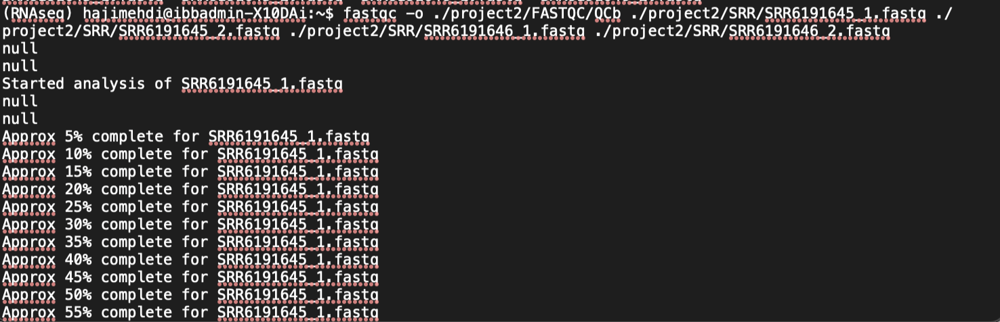 (RNAseq) hajimehdi@ibbadmin-X10DAi:~$ fastqc -o ./project2/FASTQC/QCb ./project2/SRR/SRR6191645_1.fastq ./
project2/SRR/SRR6191645_2.fastq ./project2/SRR/SRR6191646_1.fastq ./project2/SRR/SRR6191646_2.fastq
null
null
Started analysis of SRR6191645_1.fastq
null
null
Approx 5% complete for SRR6191645_1.fastq
Approx 10% complete for SRR6191645_1.fastq
Approx 15% complete for SRR6191645_1.fastq
Approx 20% complete for SRR6191645_1.fastq
Approx 25% complete for SRR6191645_1.fastq
Approx 30% complete for SRR6191645_1.fastq
Approx 35% complete for SRR6191645_1.fastq
Approx 40% complete for SRR6191645_1.fastq
Approx 45% complete for SRR6191645_1.fastq
Approx 50% complete for SRR6191645_1.fastq
Approx 55% complete for SRR6191645_1.fastq